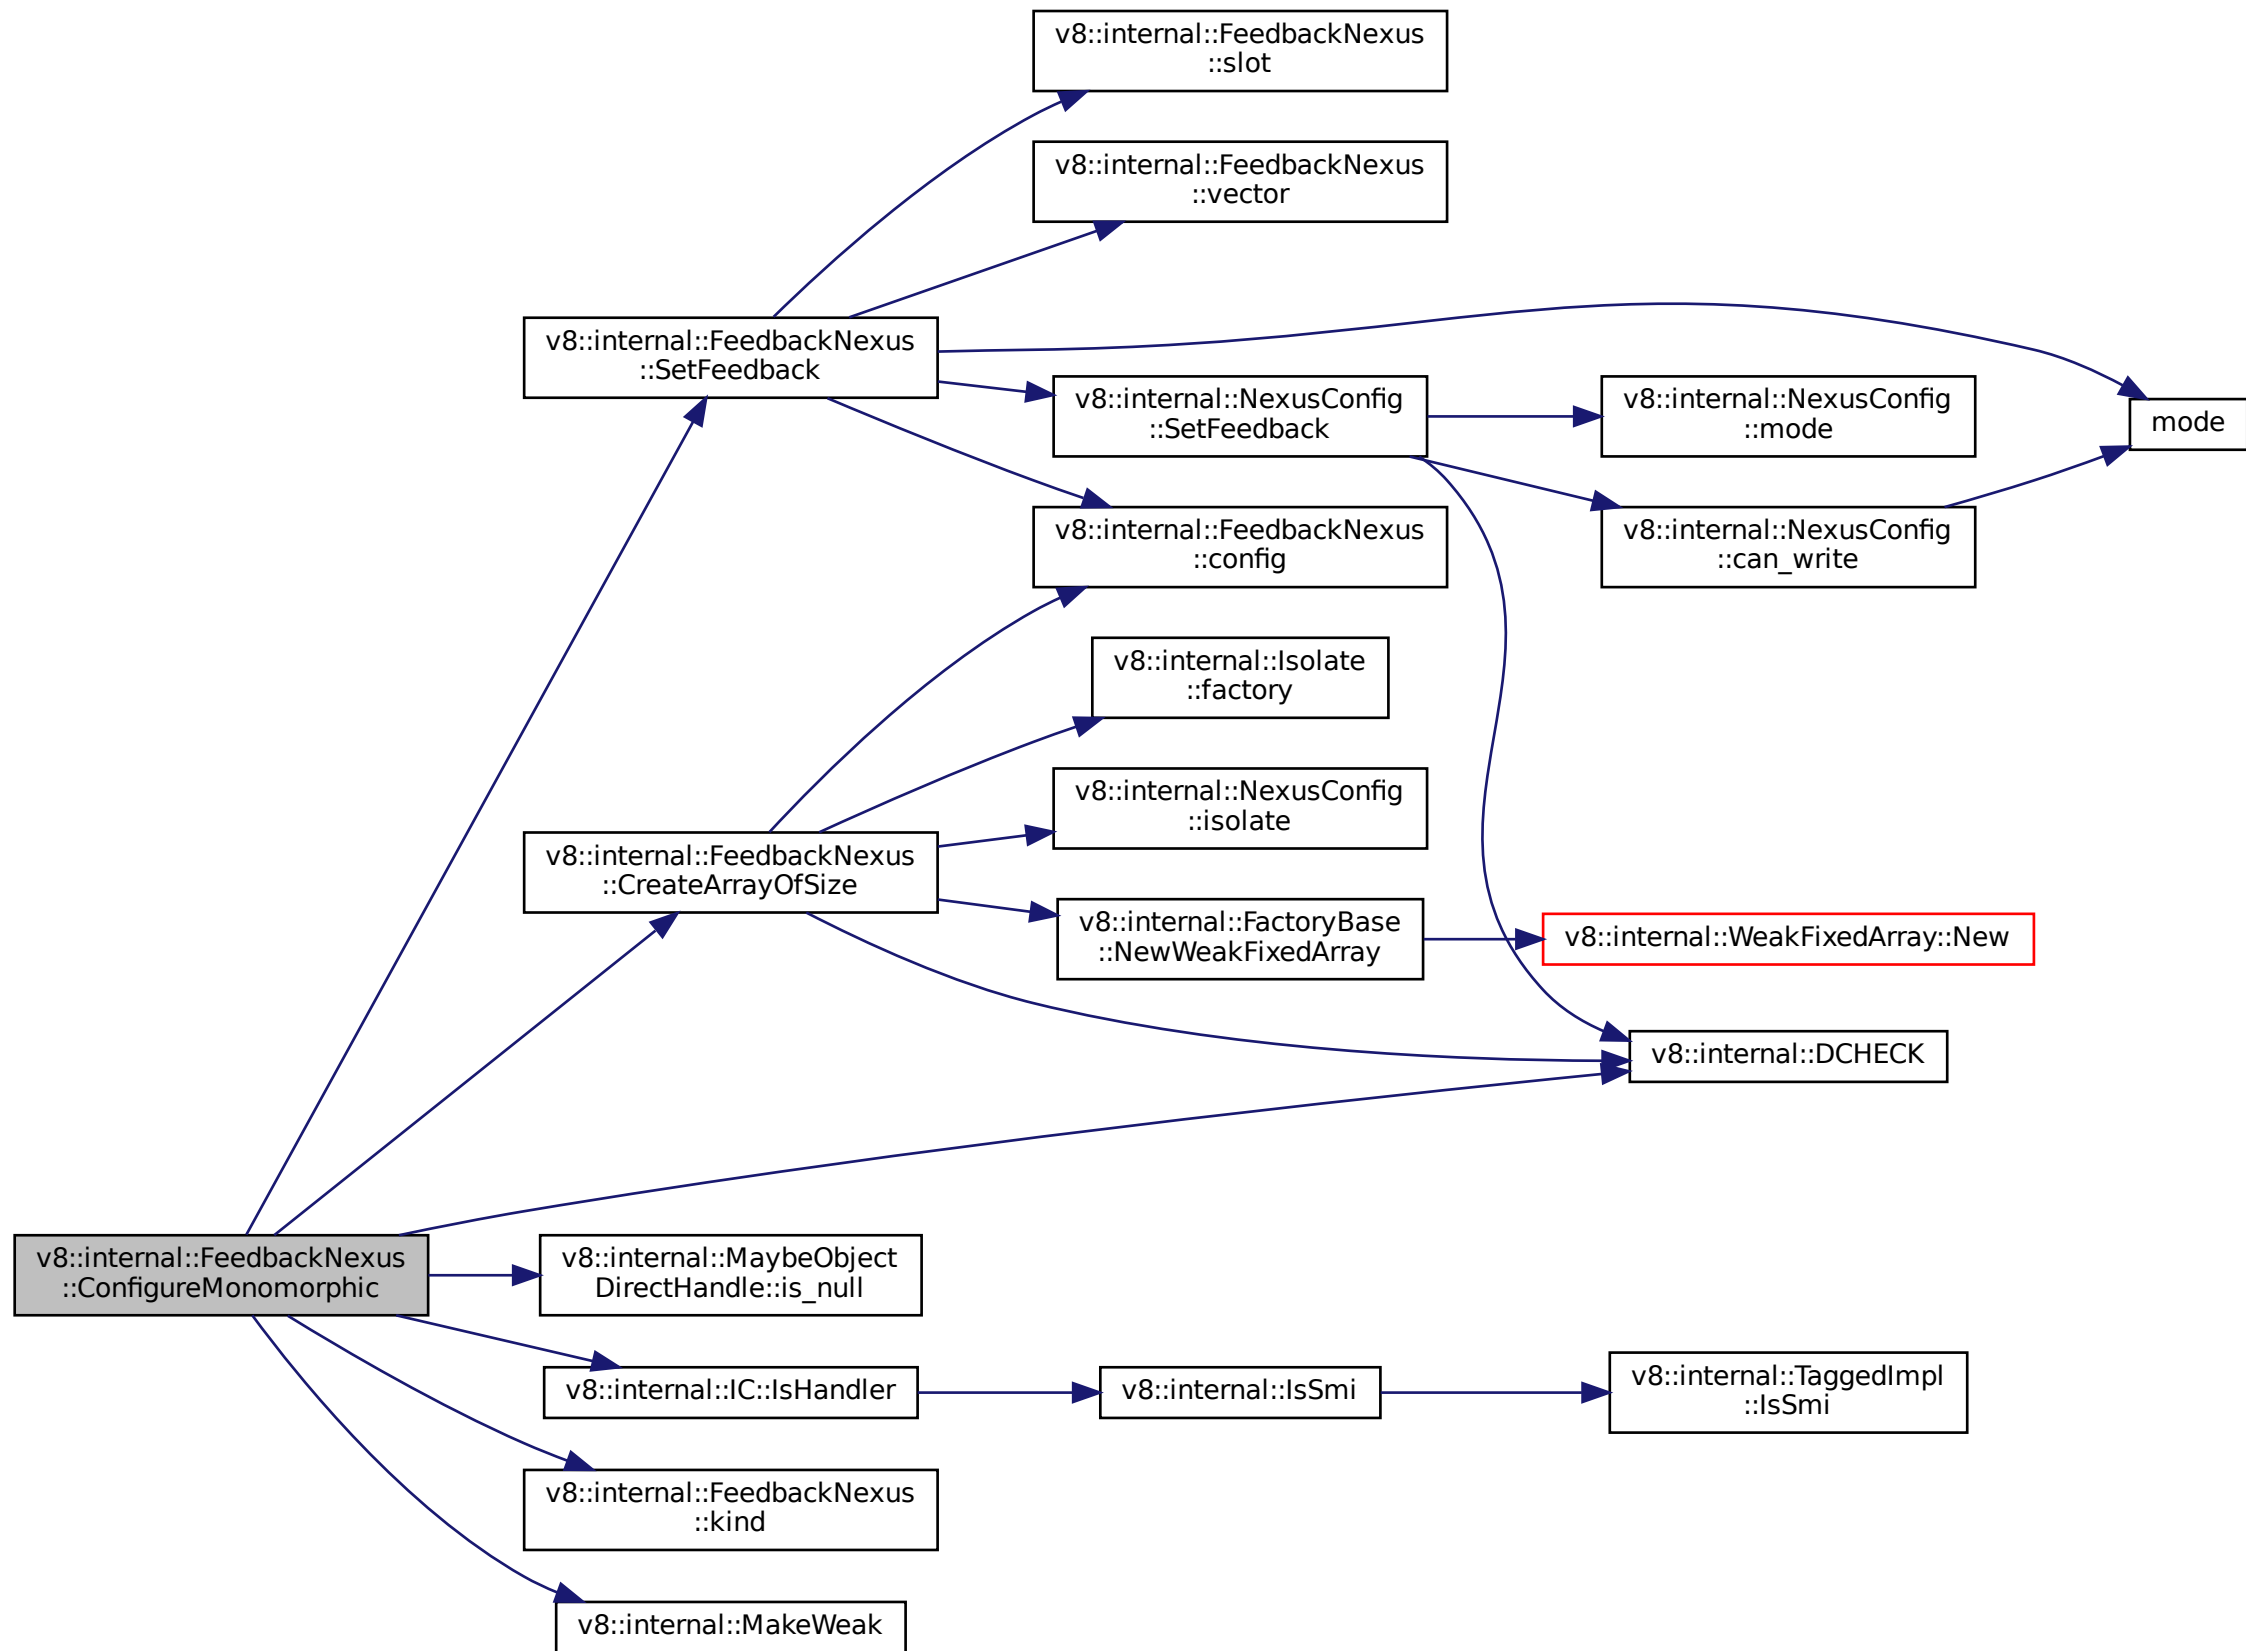 v8::internal::FeedbackNexus
::slot
v8::internal::FeedbackNexus
::vector
v8::internal::FeedbackNexus
::SetFeedback
v8::internal::NexusConfig
::SetFeedback
v8::internal::NexusConfig
::mode
mode
v8::internal::FeedbackNexus
::config
v8::internal::NexusConfig
::can_write
v8::internal::Isolate
::factory
v8::internal::NexusConfig
::isolate
v8::internal::FeedbackNexus
::CreateArrayOfSize
v8::internal::FactoryBase
::NewWeakFixedArray
v8::internal::WeakFixedArray::New
v8::internal::DCHECK
v8::internal::FeedbackNexus
::ConfigureMonomorphic
v8::internal::MaybeObject
DirectHandle::is_null
v8::internal::IC::IsHandler
v8::internal::IsSmi
v8::internal::TaggedImpl
::IsSmi
v8::internal::FeedbackNexus
::kind
v8::internal::MakeWeak